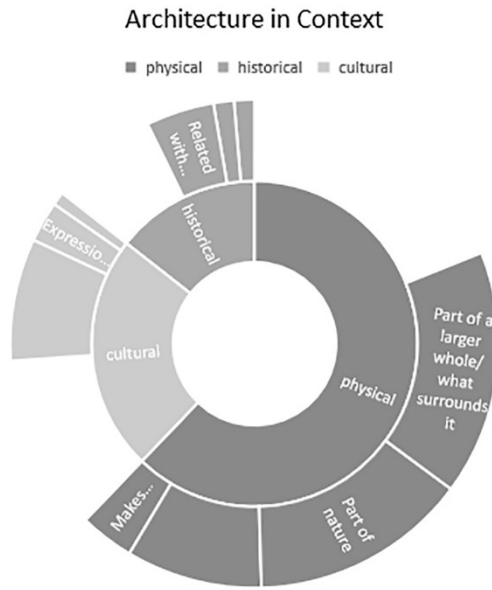 Architecture in Context
physical historical cultural
Related
with...
historical
Expressio...
cultural
physical
Part of a
larger
whole/
what
surrounds
it
Part of
nature
Makes...